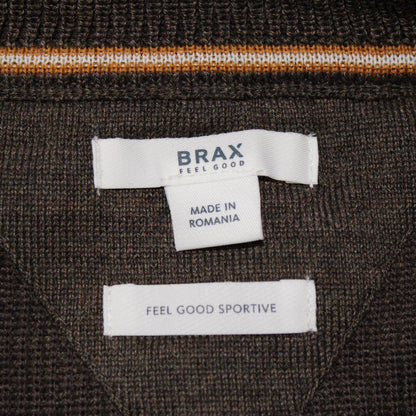 BRAX
FEEL GOOD
MADE IN
ROMANIA
FEEL GOOD SPORTIVE